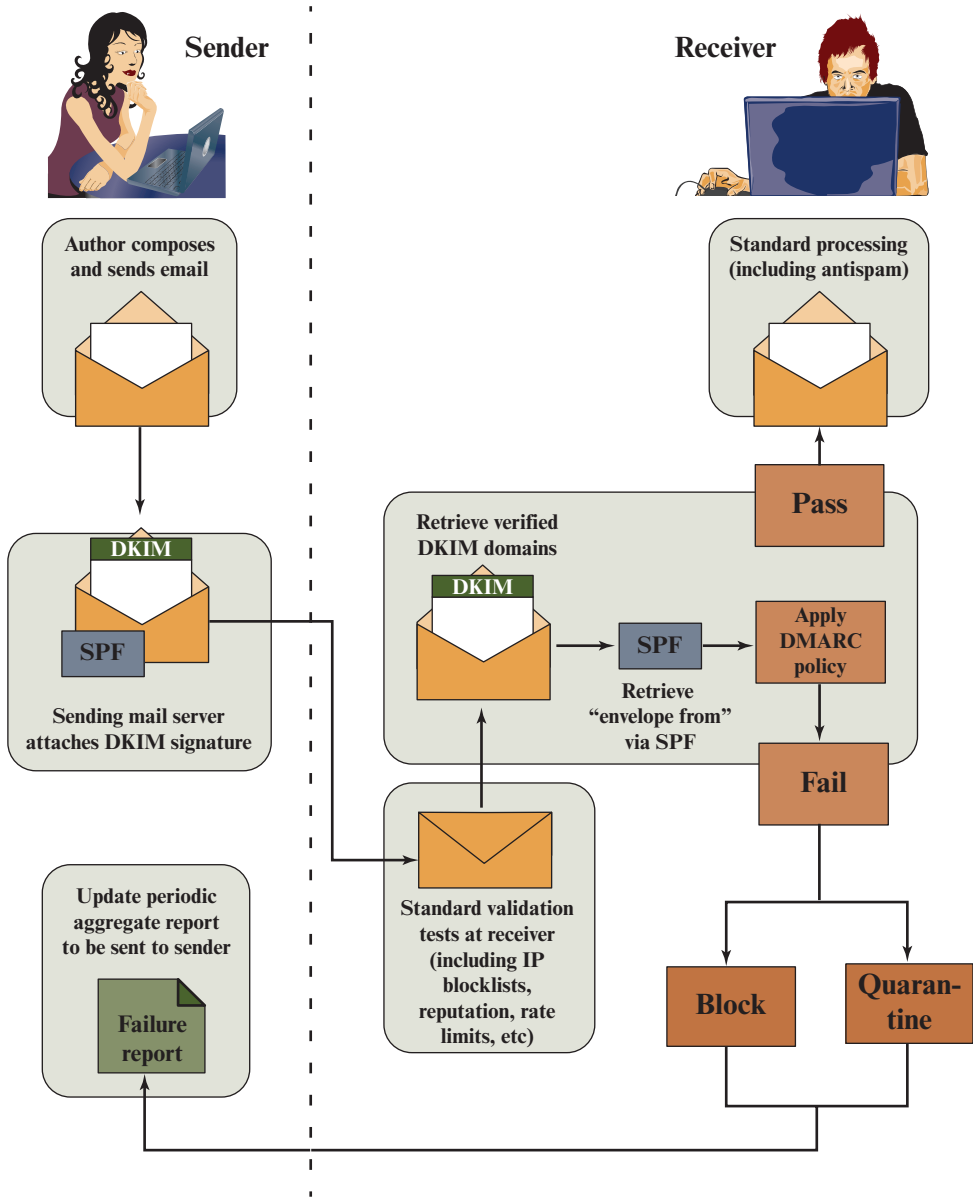 Sender
Receiver
Author composes
and sends email
Standard processing
(including antispam)
DKIM
SPF
Sending mail server
attaches DKIM signature
Pass
Retrieve verified
DKIM domains
DKIM
SPF
Retrieve
“envelope from”
via SPF
Apply
DMARC
policy
Fail
Standard validation
tests at receiver
(including IP
blocklists,
reputation, rate
limits, etc)
Block
Quaran-
tine
Update periodic
aggregate report
to be sent to sender
Failure
report